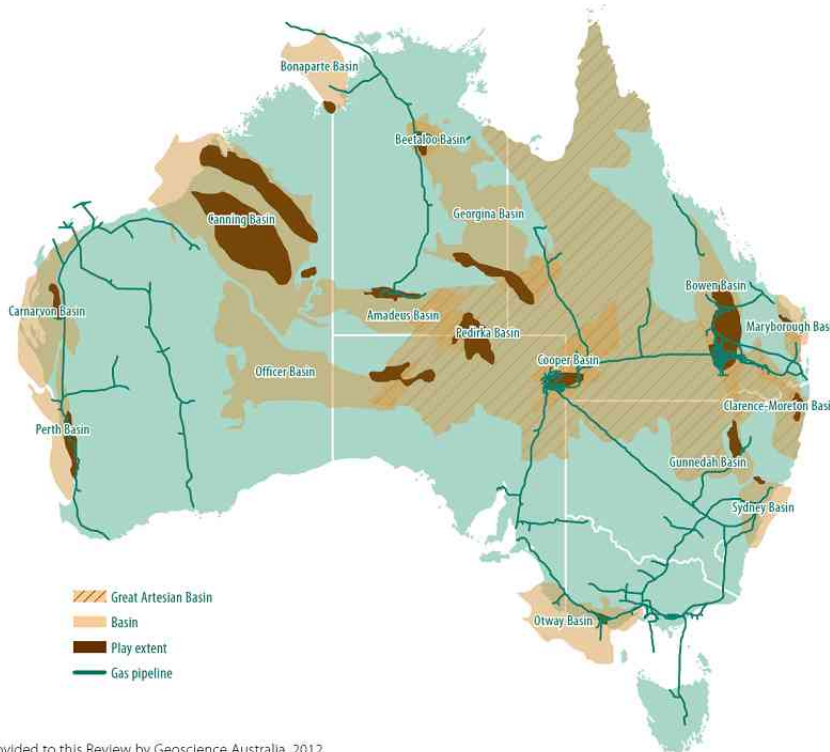 Bonaparte Basin
Beetaloo Basin
Canning Basin
Georgina Basin
Bowen Basin
Carnarvon Basin
Amadeus Basin
Pedirka Basin
Maryborough Bas
Cooper Basin
Officer Basin
Clarence-Moreton Basi
Perth Basin
Gunnedah Basin
Sydney Basin
Great Artesian Basin
Basin
Otway Basin
Play extent
Gas pipeline
ovided to this Review by Geoscience Australia, 2012